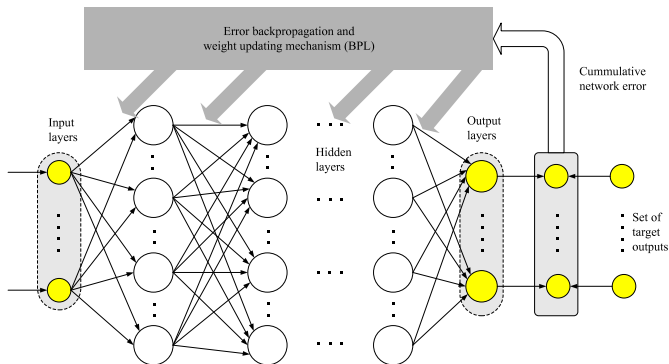 Error backpropagation and
weight updating mechanism (BPL)
Cummulative
network error
Input
layers
Hidden
layers
Output
layers
Set of
target
outputs